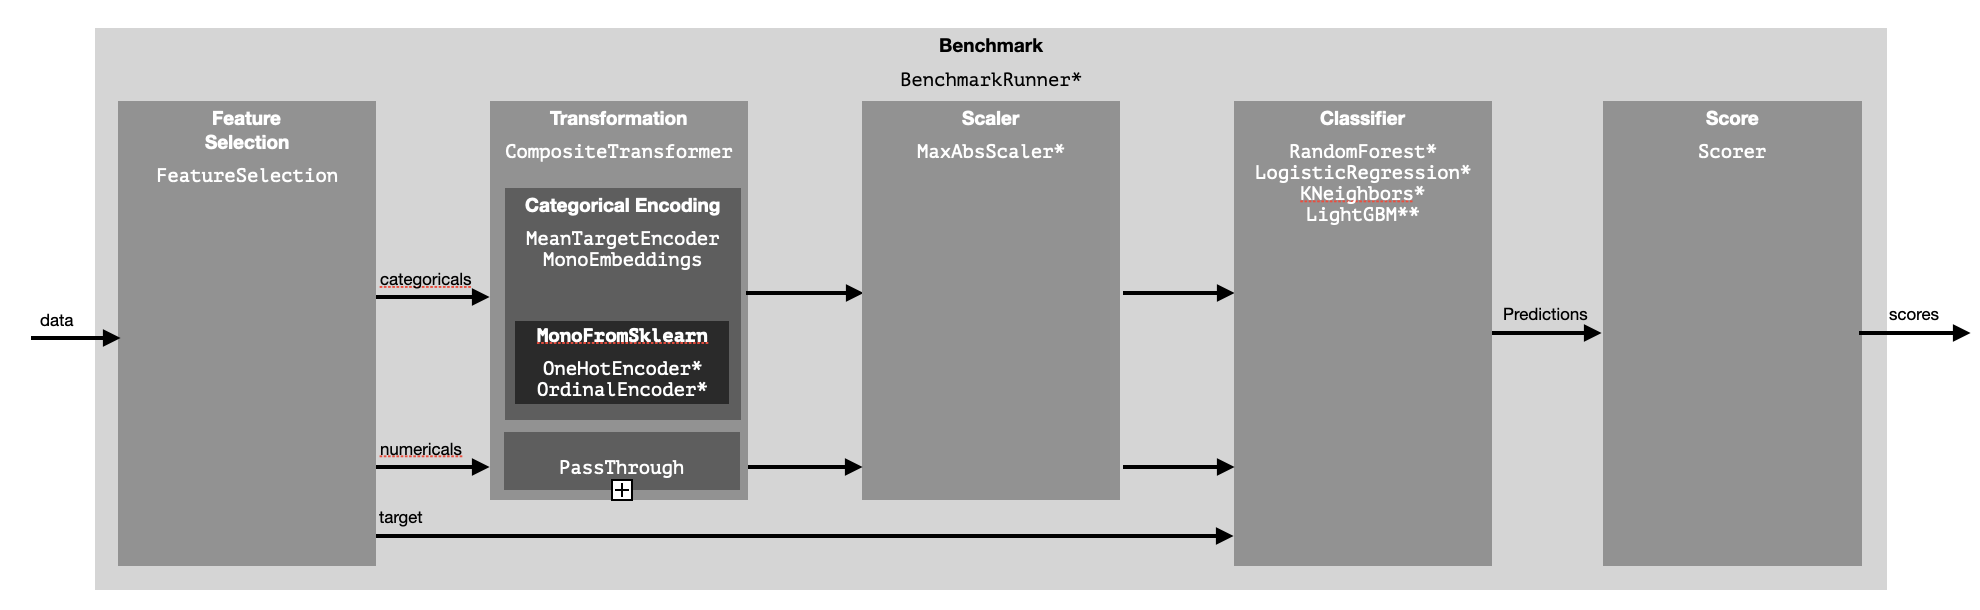 Benchmark
BenchmarkRunner*
data
Feature
Selection
FeatureSelection
categoricals
numericals
target
Transformation
CompositeTransformer
Categorical Encoding
MeanTargetEncoder
MonoEmbeddings
MonoFromSklearn
OneHotEncoder*
OrdinalEncoder*
PassThrough
Scaler
MaxAbsScaler*
Classifier
RandomForest*
LogisticRegression*
KNeighbors*
LightGBM**
Predictions
Score
Scorer
scores